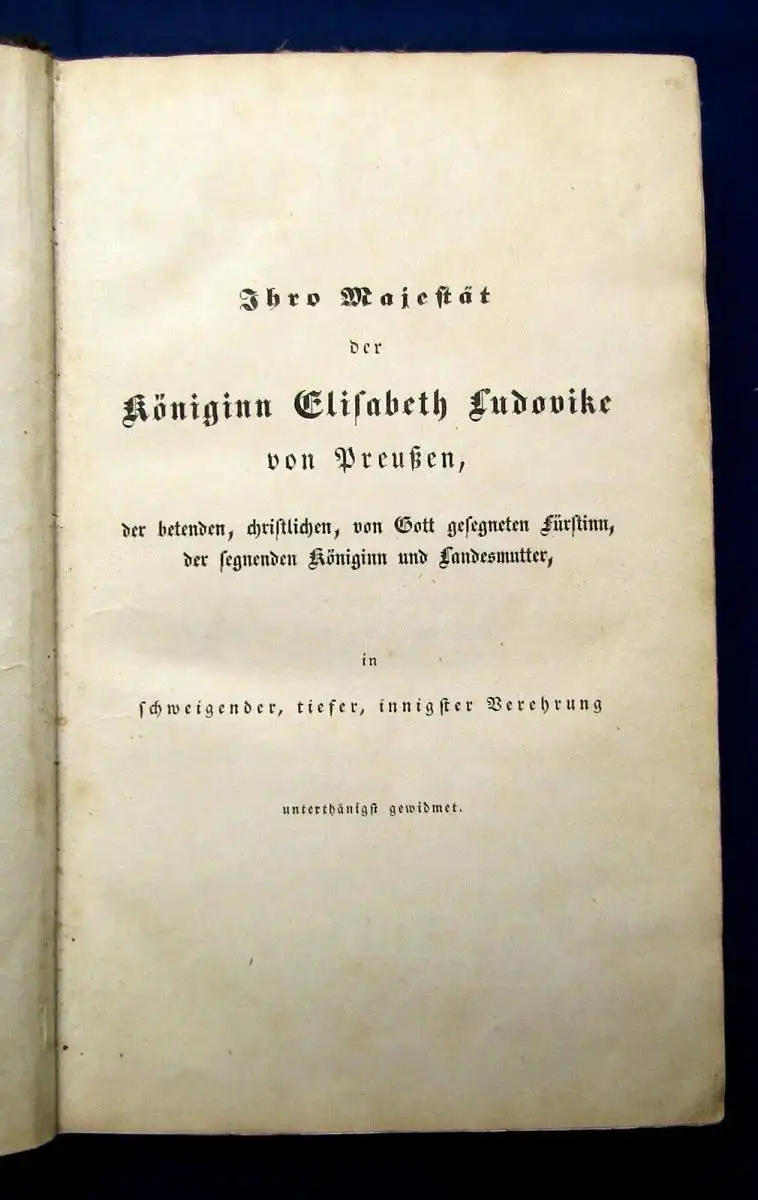 Ihro Majestät
der
Königinn Elisabeth Ludovike
von Preußen,
der betenden, christlichen, von Gott gesegneten Fürstinn,
der segnenden Königinn und Landesmutter,
in
schweigender, tiefer, innigster Verehrung
unterthänigst gewidmet.